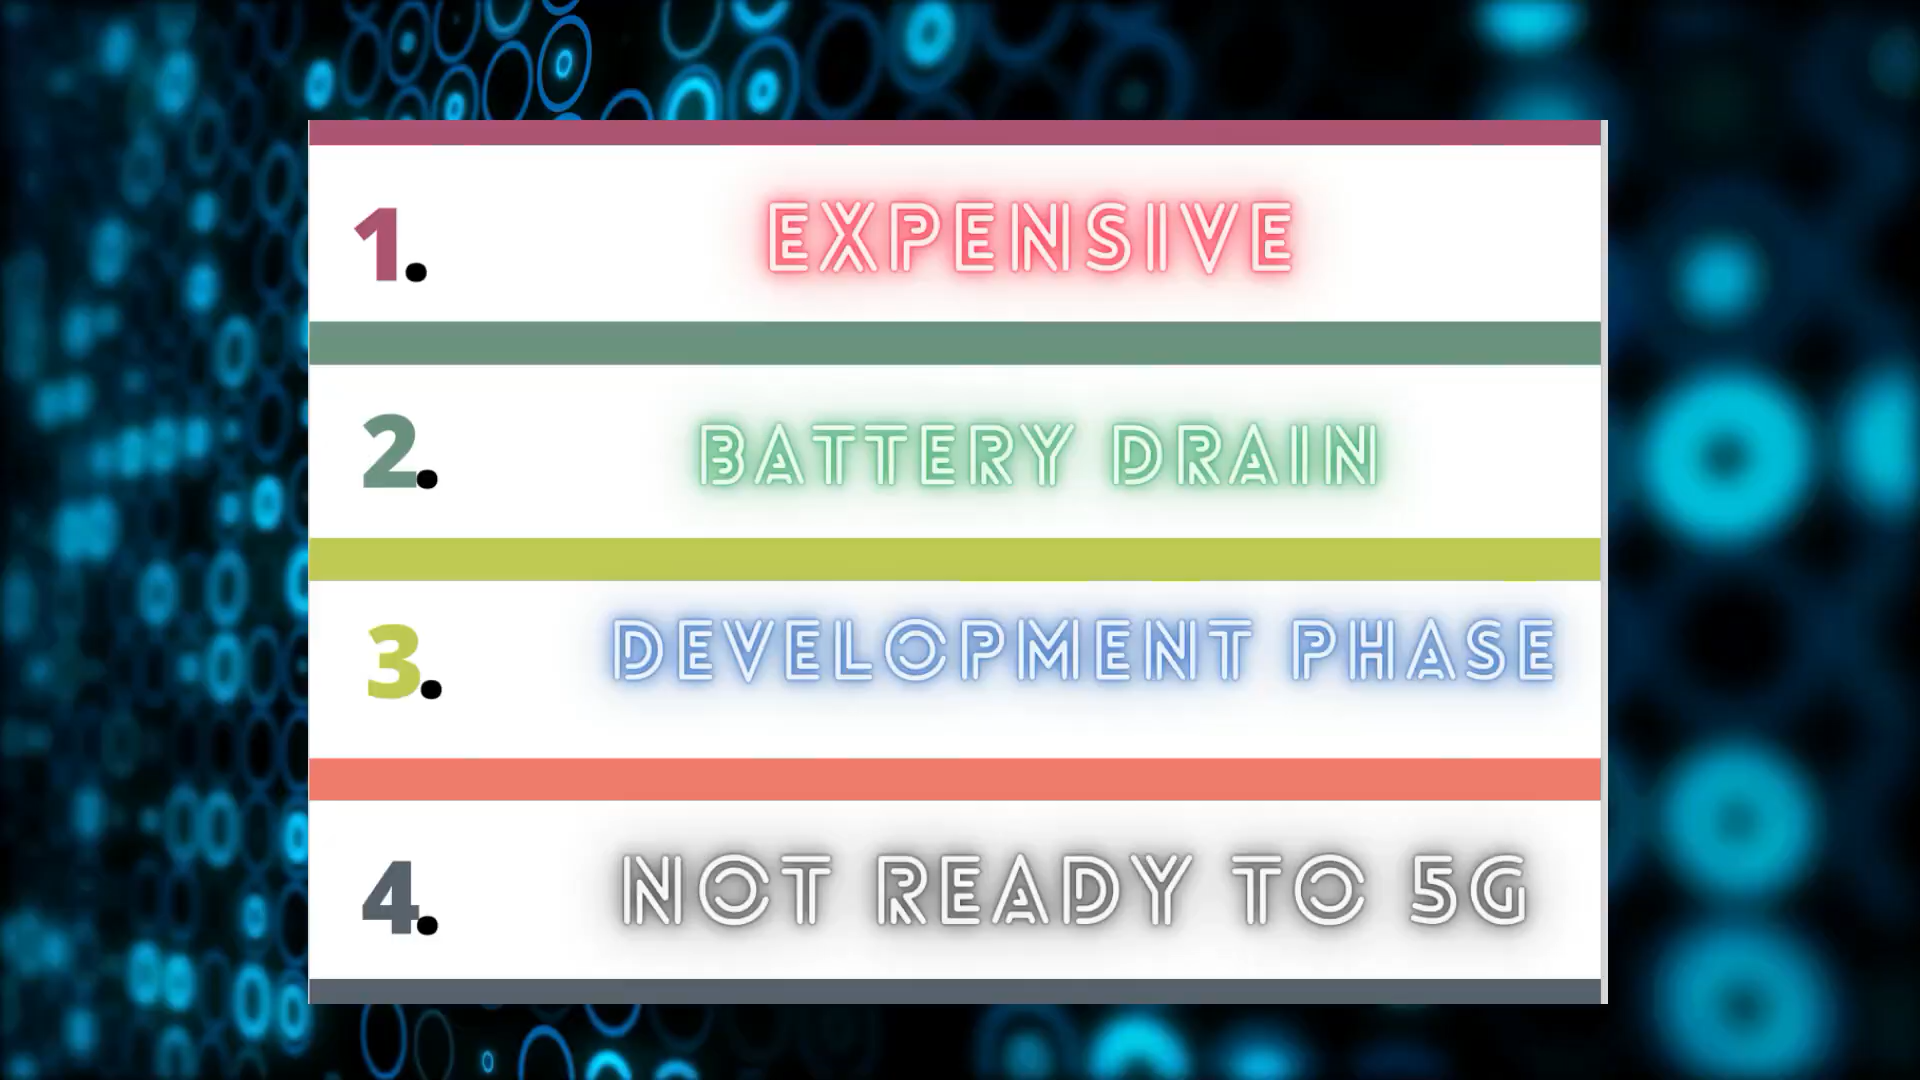 1. EXPENSIVE
2. BATTERY DRAIN
3. DEVELOPMENT PHASE
4. NOT READY TO 5G